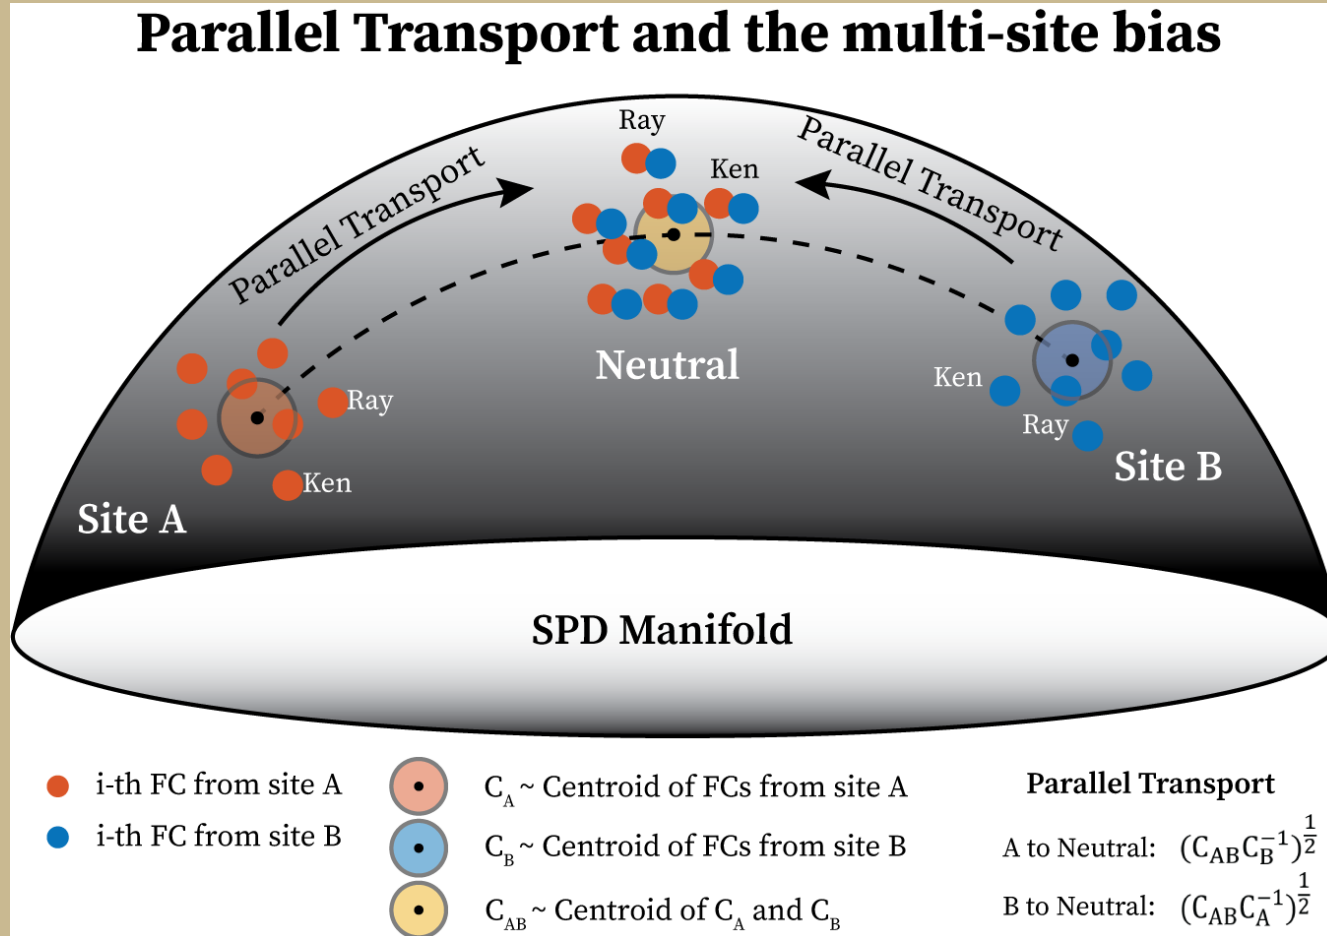 Parallel Transport and the multi-site bias
Ray
Ken
Parallel Transport
Parallel Transport
Neutral
Ray
Ken
Site A
Ken
Ray
Site B
SPD Manifold
i-th FC from site A
i-th FC from site B
C_A ~ Centroid of FCs from site A
C_B ~ Centroid of FCs from site B
C_AB ~ Centroid of C_A and C_B
Parallel Transport
A to Neutral: (C_AB C_B^-1)^1/2
B to Neutral: (C_AB C_A^-1)^1/2